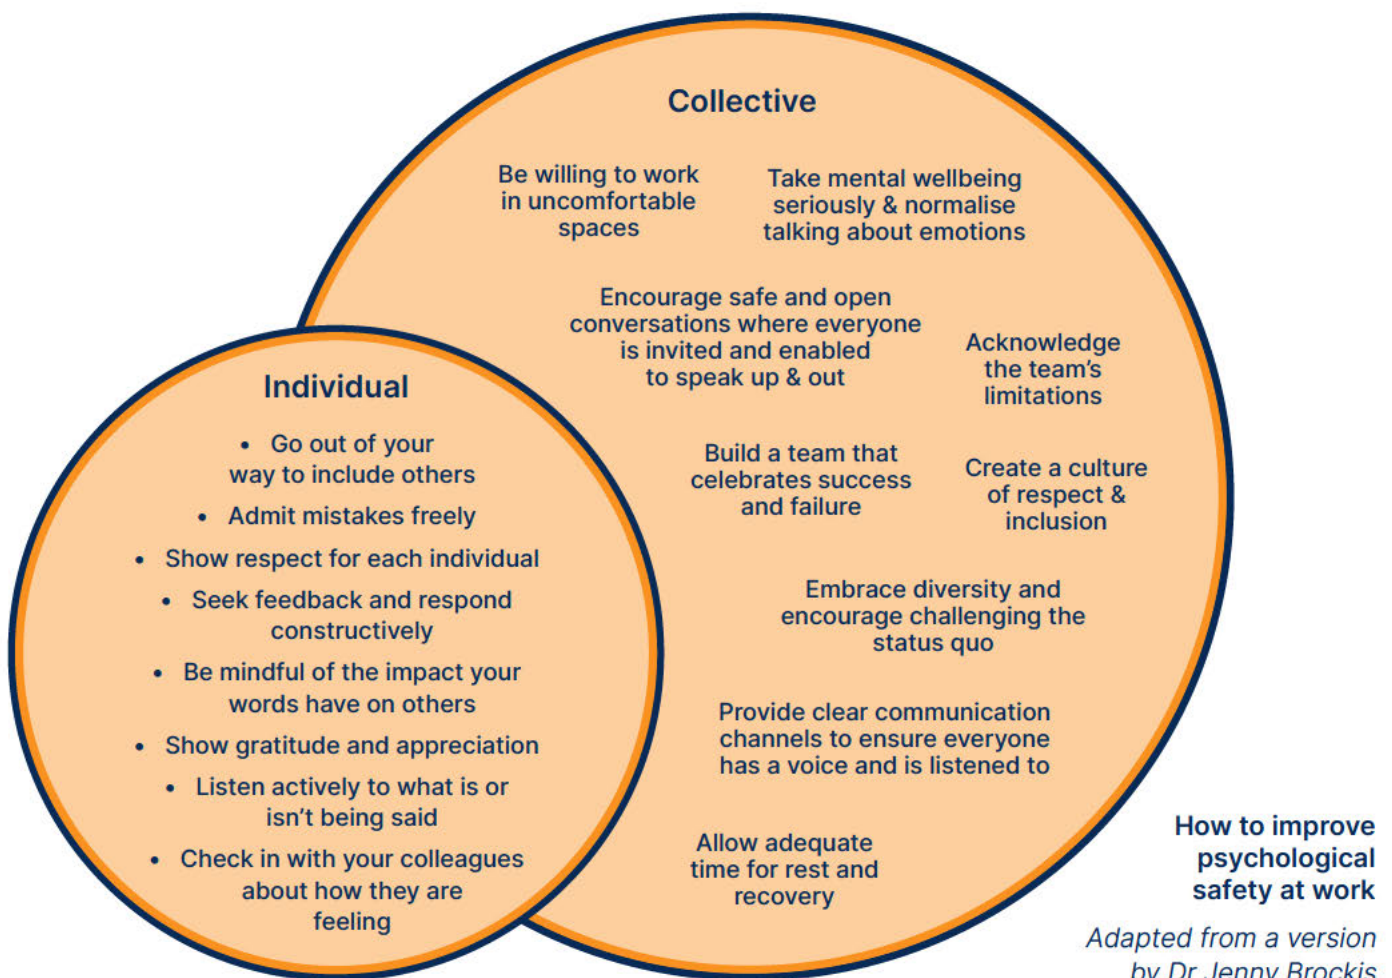 Collective
Be willing to work
in uncomfortable
spaces
Take mental wellbeing
seriously & normalise
talking about emotions
Encourage safe and open
conversations where everyone
is invited and enabled
to speak up & out
Acknowledge
the team's
limitations
Build a team that
celebrates success
and failure
Create a culture
of respect &
inclusion
Embrace diversity and
encourage challenging the
status quo
Provide clear communication
channels to ensure everyone
has a voice and is listened to
Allow adequate
time for rest and
recovery
Individual
• Go out of your
way to include others
• Admit mistakes freely
• Show respect for each individual
• Seek feedback and respond
constructively
• Be mindful of the impact your
words have on others
• Show gratitude and appreciation
• Listen actively to what is or
isn't being said
• Check in with your colleagues
about how they are
feeling
How to improve
psychological
safety at work
Adapted from a version
by Dr Jenny Brockis